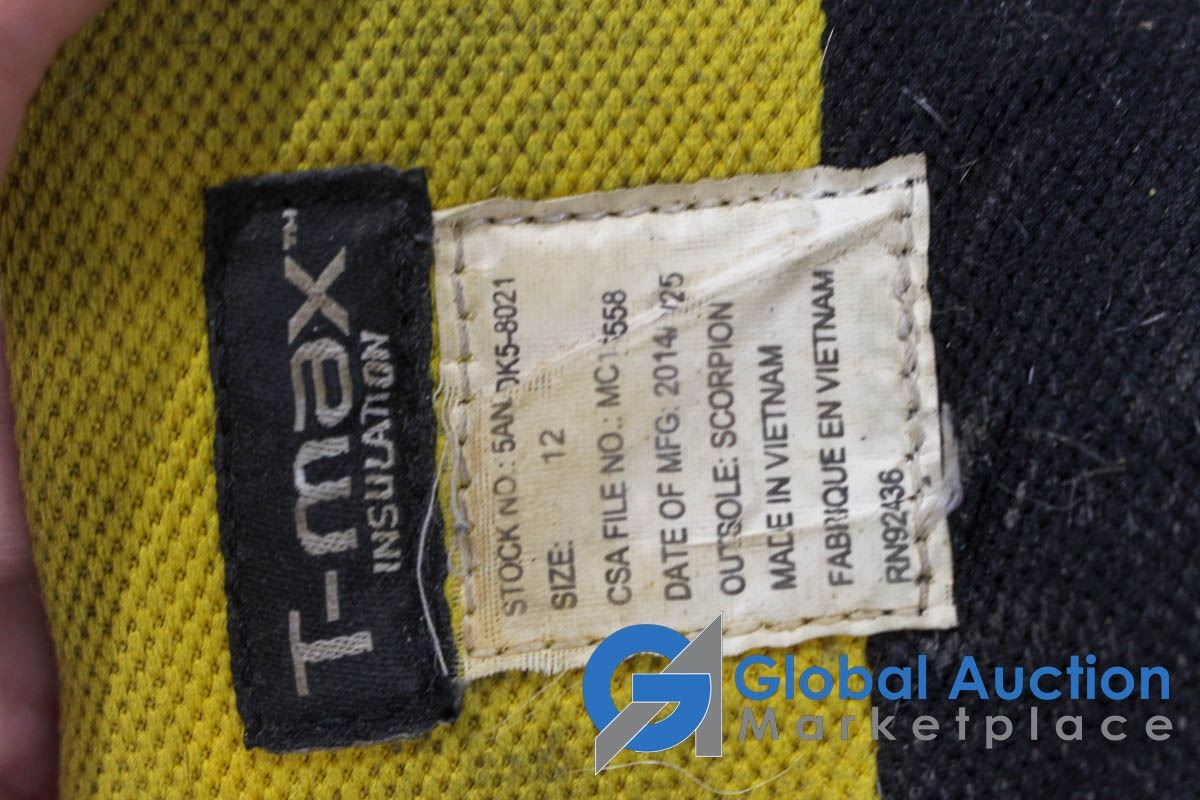 T-max™
INSULATION
STOCK NO.:
SIZE: 12
CSA FILE NO.:
DATE OF MFG:
OUTSOLE: SCORPION
MADE IN VIETNAM
FABRIQUE EN VIETNAM
RN92436
Global Auction
Marketplace